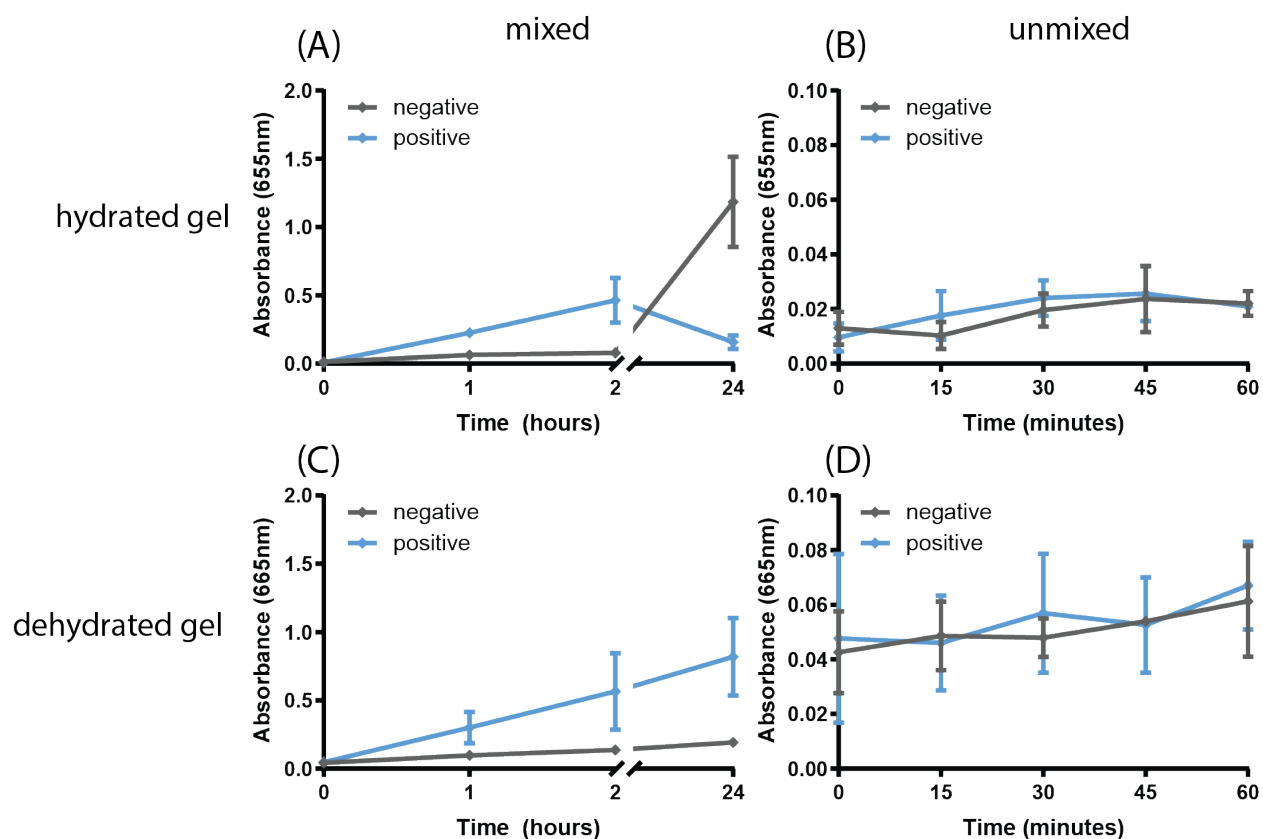 mixed
unmixed
hydrated gel
dehydrated gel
(A)
Absorbance (655nm)
2.0
1.5
1.0
0.5
0.0
negative
positive
0 1 2 24
Time (hours)
(B)
Absorbance (655nm)
0.10
0.08
0.06
0.04
0.02
0.00
negative
positive
0 15 30 45 60
Time (minutes)
(C)
Absorbance (665nm)
2.0
1.5
1.0
0.5
0.0
negative
positive
0 1 2 24
Time (hours)
(D)
Absorbance (665nm)
0.10
0.08
0.06
0.04
0.02
0.00
negative
positive
0 15 30 45 60
Time (minutes)